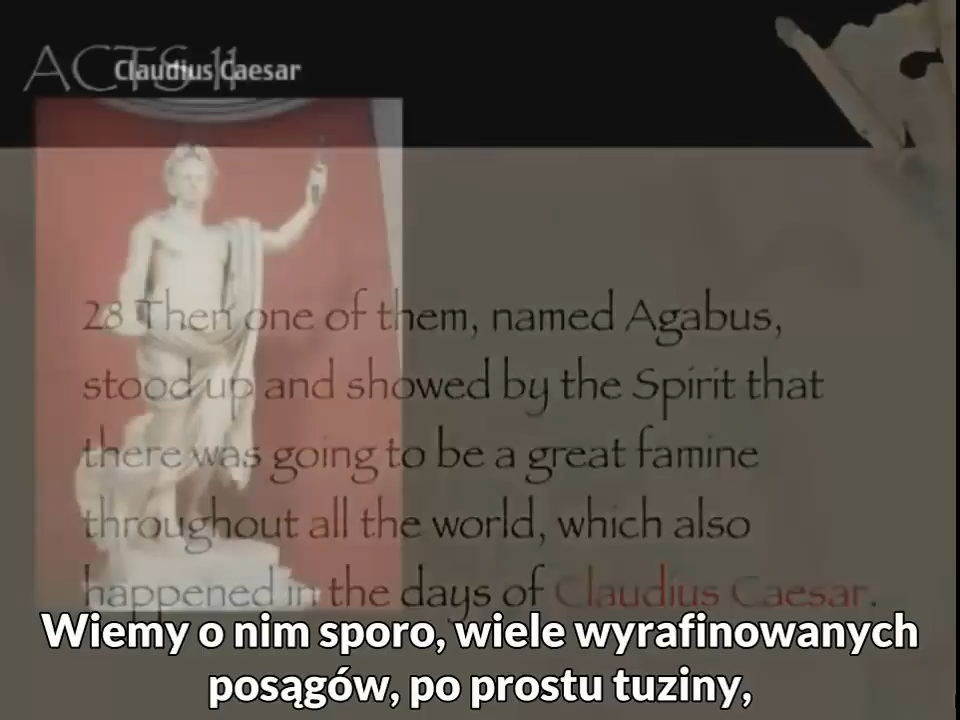 ACTS 11
Claudius Caesar
28 Then one of them, named Agabus,
stood up and showed by the Spirit that
there was going to be a great famine
throughout all the world, which also
happened in the days of Claudius Caesar.
Wiemy o nim sporo, wiele wyrafinowanych
posągów, po prostu tuziny,